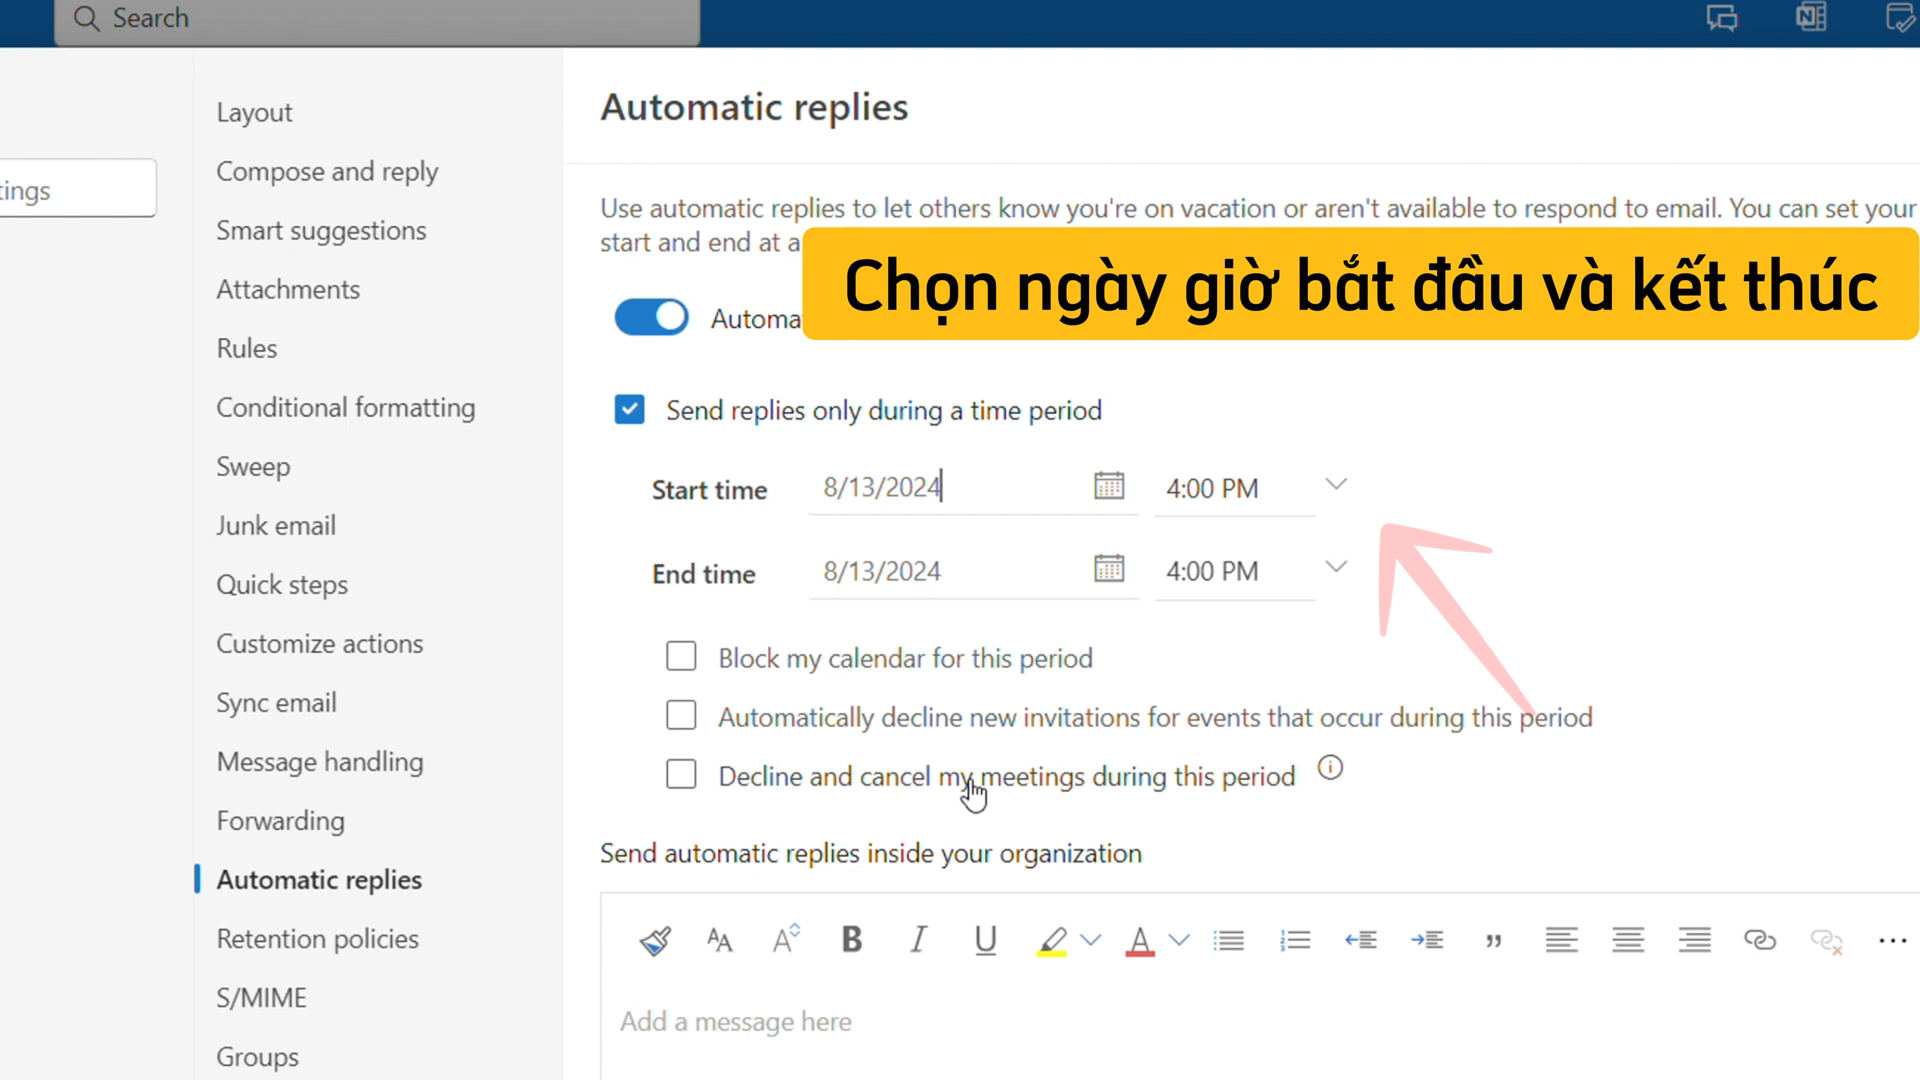 Search
tings
Layout
Compose and reply
Smart suggestions
Attachments
Rules
Conditional formatting
Sweep
Junk email
Quick steps
Customize actions
Sync email
Message handling
Forwarding
Automatic replies
Retention policies
S/MIME
Groups
Automatic replies
Use automatic replies to let others know you're on vacation or aren't available to respond to email. You can set your
start and end at a
Chọn ngày giờ bắt đầu và kết thúc
Automa
Send replies only during a time period
Start time 8/13/2024 4:00 PM
End time 8/13/2024 4:00 PM
Block my calendar for this period
Automatically decline new invitations for events that occur during this period
Decline and cancel my meetings during this period
Send automatic replies inside your organization
Add a message here